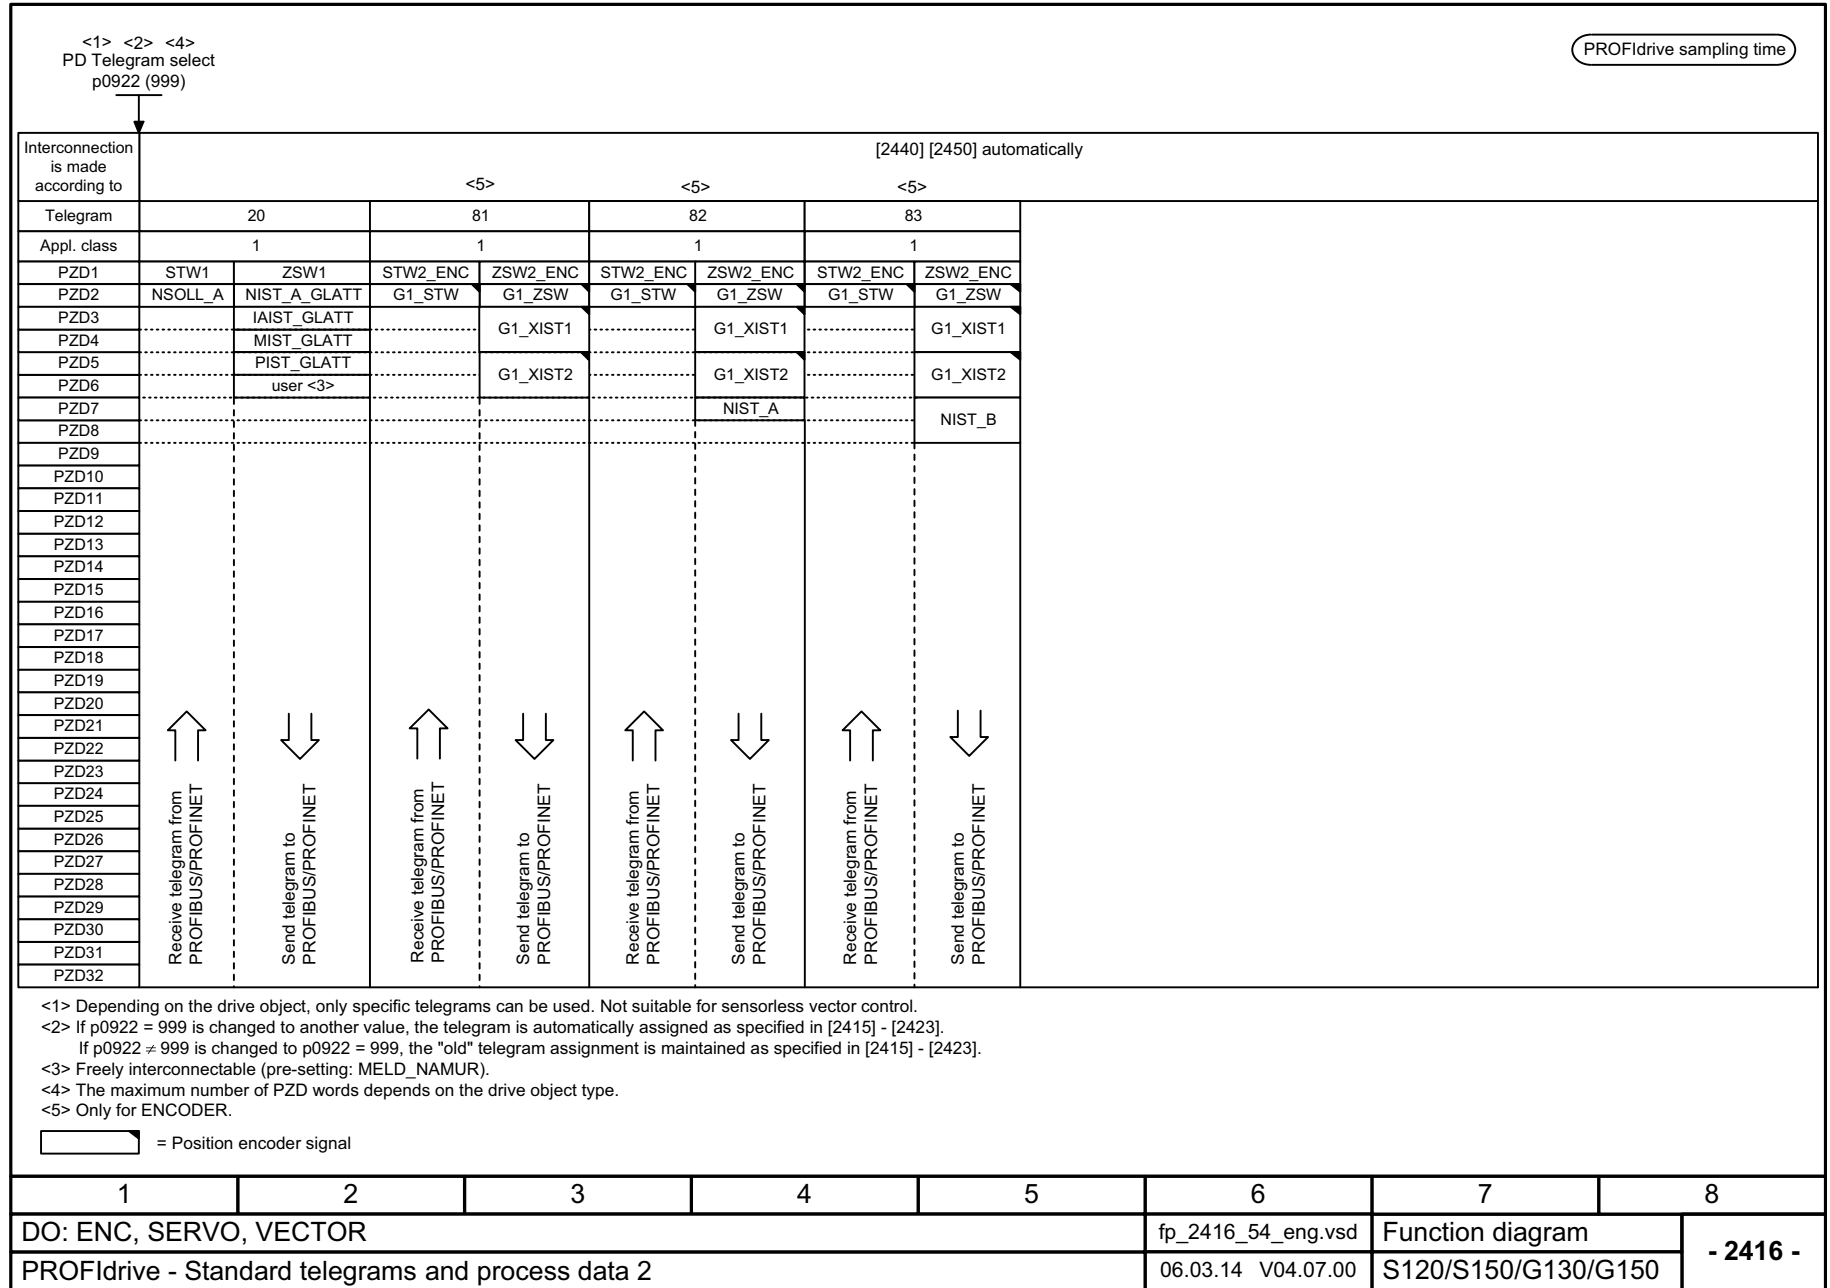 <1> <2> <4>
PD Telegram select
p0922 (999)
PROFIdrive sampling time
Interconnection is made according to
[2440] [2450] automatically
<5> <5> <5>
Telegram 20 81 82 83
Appl. class 1 1 1 1
PZD1 STW1 ZSW1 STW2_ENC ZSW2_ENC STW2_ENC ZSW2_ENC STW2_ENC ZSW2_ENC
PZD2 NSOLL_A NIST_A_GLATT G1_STW G1_ZSW G1_STW G1_ZSW G1_STW G1_ZSW
PZD3 IAIST_GLATT G1_XIST1 G1_XIST1 G1_XIST1
PZD4 MIST_GLATT
PZD5 PIST_GLATT G1_XIST2 G1_XIST2 G1_XIST2
PZD6 user <3>
PZD7 NIST_A NIST_B
PZD8
PZD9
PZD10
PZD11
PZD12
PZD13
PZD14
PZD15
PZD16
PZD17
PZD18
PZD19
PZD20
PZD21
PZD22
PZD23
PZD24
PZD25
PZD26
PZD27
PZD28
PZD29
PZD30
PZD31
PZD32
Receive telegram from
PROFIBUS/PROFINET
Send telegram to
PROFIBUS/PROFINET
Receive telegram from
PROFIBUS/PROFINET
Send telegram to
PROFIBUS/PROFINET
Receive telegram from
PROFIBUS/PROFINET
Send telegram to
PROFIBUS/PROFINET
Receive telegram from
PROFIBUS/PROFINET
Send telegram to
PROFIBUS/PROFINET
<1> Depending on the drive object, only specific telegrams can be used. Not suitable for sensorless vector control.
<2> If p0922 = 999 is changed to another value, the telegram is automatically assigned as specified in [2415] - [2423].
If p0922 ≠ 999 is changed to p0922 = 999, the "old" telegram assignment is maintained as specified in [2415] - [2423].
<3> Freely interconnectable (pre-setting: MELD_NAMUR).
<4> The maximum number of PZD words depends on the drive object type.
<5> Only for ENCODER.
= Position encoder signal
1 2 3 4 5 6 7 8
DO: ENC, SERVO, VECTOR fp_2416_54_eng.vsd Function diagram
- 2416 -
PROFIdrive - Standard telegrams and process data 2 06.03.14 V04.07.00 S120/S150/G130/G150